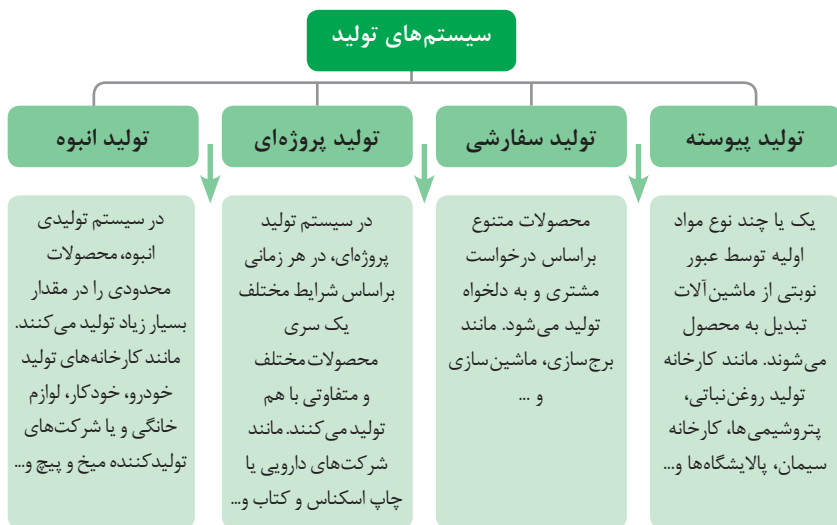 سیستم‌های تولید
تولید پیوسته
یک یا چند نوع مواد
اولیه توسط عبور
نوبتی از ماشین‌آلات
تبدیل به محصول
می‌شوند. مانند کارخانه
تولید روغن‌نباتی،
پتروشیمی‌ها، کارخانه
سیمان، پالایشگاه‌ها و...
تولید سفارشی
محصولات متنوع
براساس درخواست
مشتری و به دلخواه
تولید می‌شود. مانند
برج‌سازی، ماشین‌سازی
و ...
تولید پروژه‌ای
در سیستم تولید
پروژه‌ای، در هر زمانی
براساس شرایط مختلف
یک سری
محصولات مختلف
و متفاوتی با هم
تولید می‌کنند. مانند
شرکت‌های دارویی یا
چاپ اسکناس و کتاب و...
تولید انبوه
در سیستم تولیدی
انبوه، محصولات
محدودی را در مقدار
بسیار زیاد تولید می‌کنند.
مانند کارخانه‌های تولید
خودرو، خودکار، لوازم
خانگی و یا شرکت‌های
تولیدکننده میخ و پیچ و...